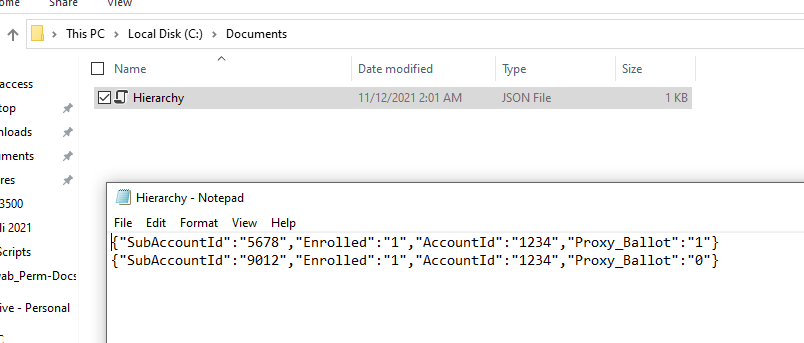 Home Share View
This PC > Local Disk (C:) > Documents
Name Date modified Type Size
Hierarchy 11/12/2021 2:01 AM JSON File 1 KB
access
top
nloads
uments
res
3500
li 2021
Scripts
vab_Perm-Docs
ive - Personal
Hierarchy - Notepad
File Edit Format View Help
{"SubAccountId":"5678","Enrolled":"1","AccountId":"1234","Proxy_Ballot":"1"}
{"SubAccountId":"9012","Enrolled":"1","AccountId":"1234","Proxy_Ballot":"0"}